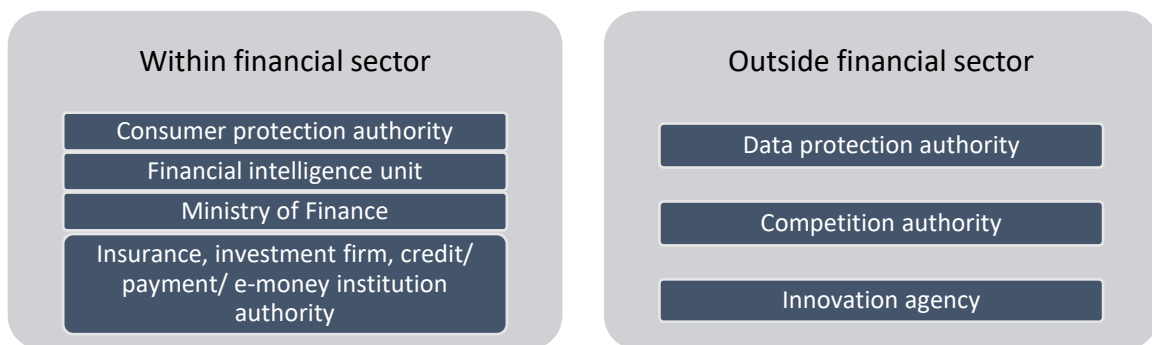 Within financial sector
Consumer protection authority
Financial intelligence unit
Ministry of Finance
Insurance, investment firm, credit/
payment/ e-money institution
authority
Outside financial sector
Data protection authority
Competition authority
Innovation agency